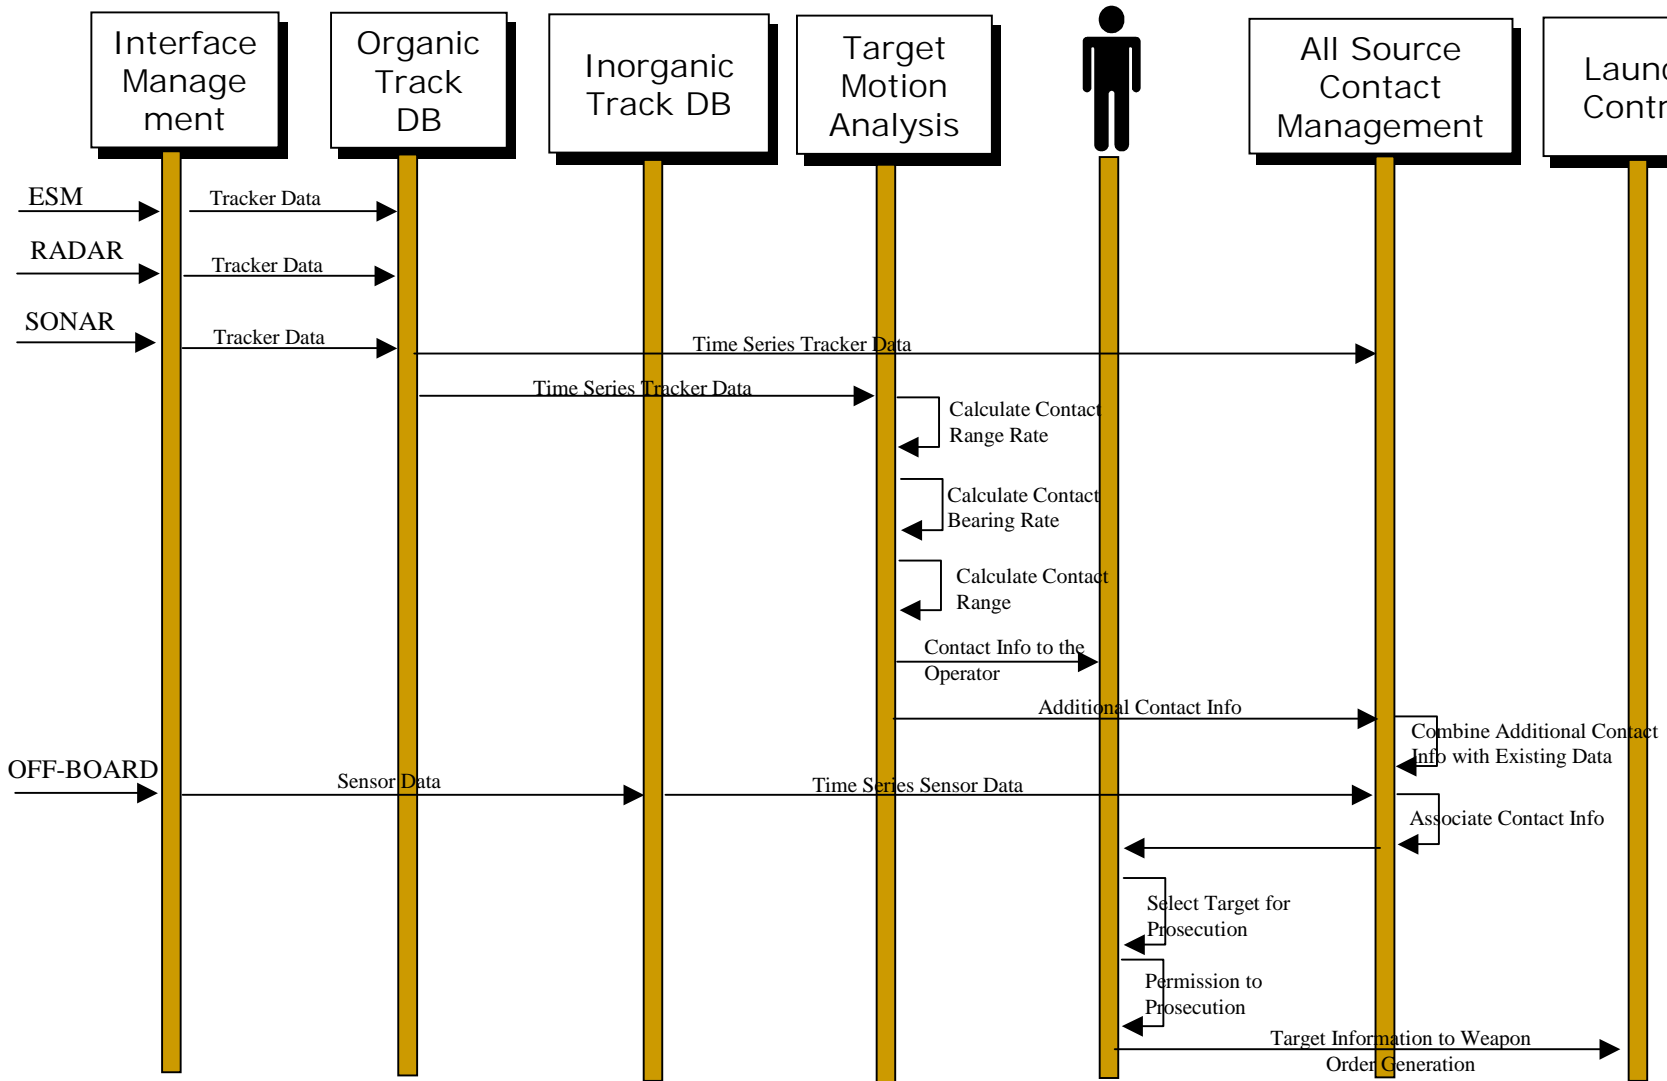 Interface
Manage
ment
Organic
Track
DB
Inorganic
Track DB
Target
Motion
Analysis
All Source
Contact
Management
ESM
Tracker Data
RADAR
Tracker Data
SONAR
Tracker Data
Time Series Tracker Data
Time Series Tracker Data
Calculate Contact
Range Rate
Calculate Contact
Bearing Rate
Calculate Contact
Range
Contact Info to the
Operator
Additional Contact Info
Combine Additional Contact
Info with Existing Data
OFF-BOARD
Sensor Data
Time Series Sensor Data
Associate Contact Info
Select Target for
Prosecution
Permission to
Prosecution
Target Information to Weapon
Order Generation